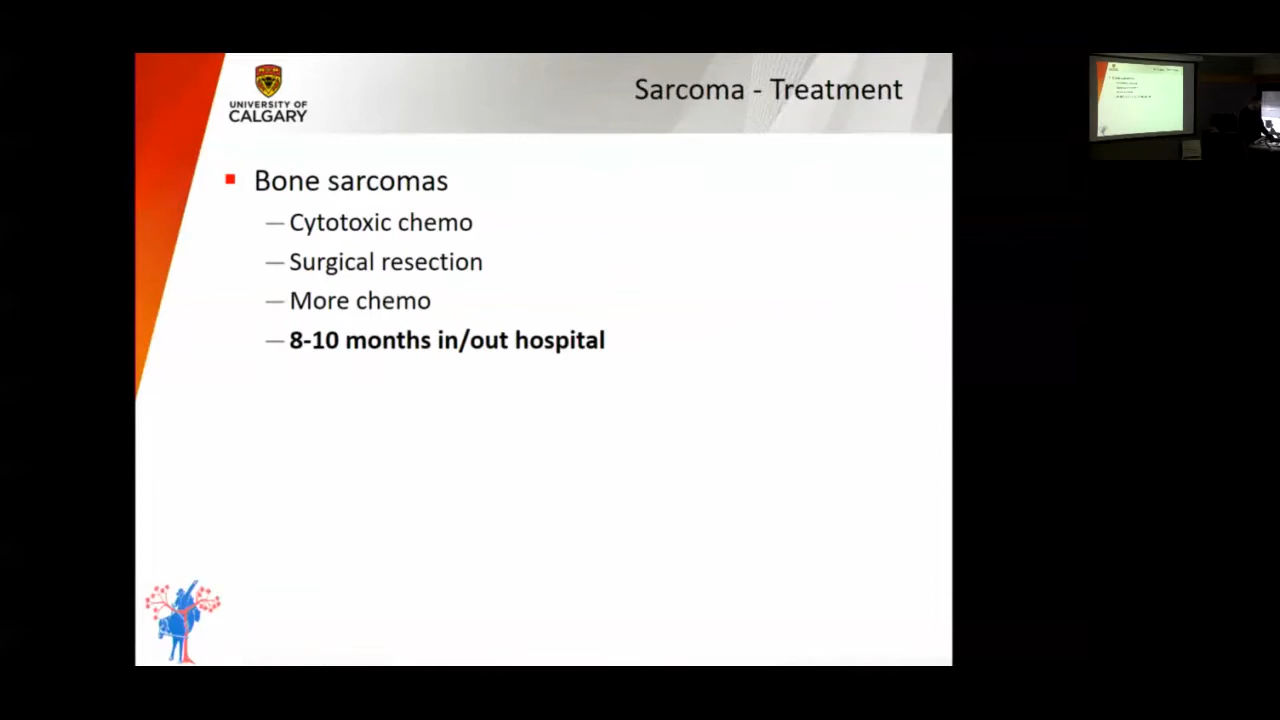 UNIVERSITY OF
CALGARY
Sarcoma - Treatment
Bone sarcomas
— Cytotoxic chemo
— Surgical resection
— More chemo
— 8-10 months in/out hospital